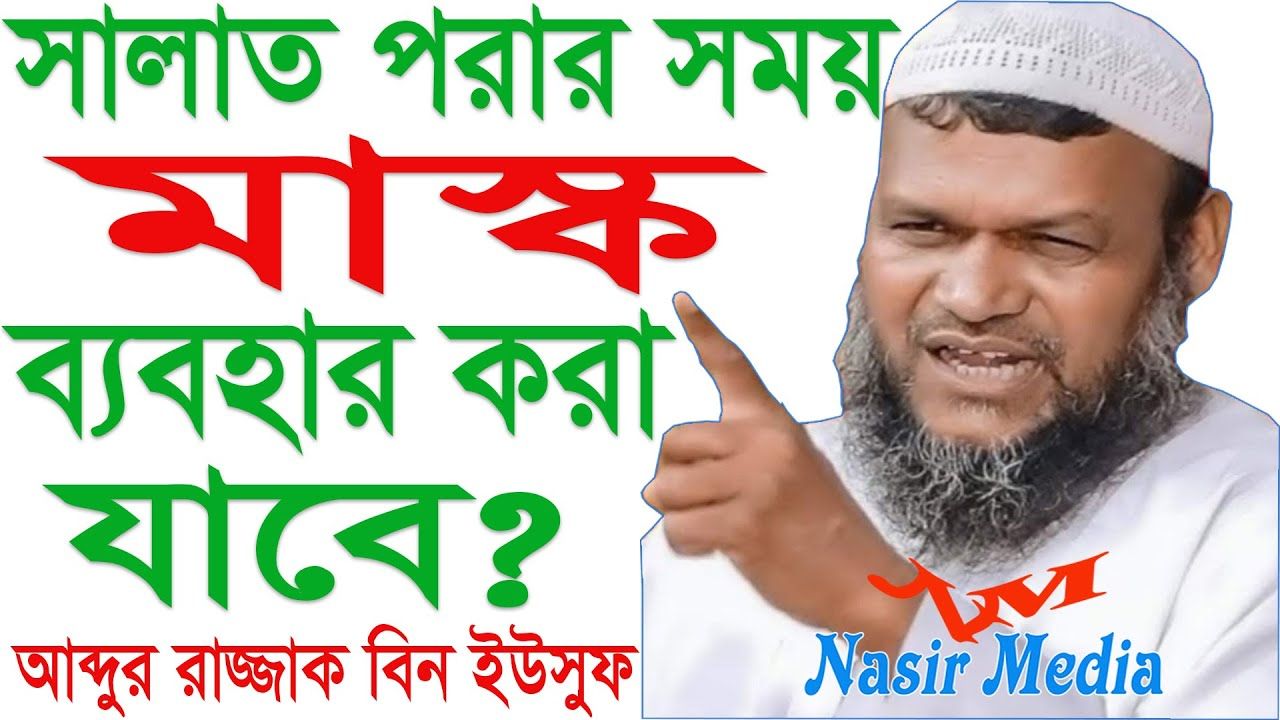 সালাত পরার সময়
মাস্ক
ব্যবহার করা
যাবে?
আব্দুর রাজ্জাক বিন ইউসুফ
Nasir Media